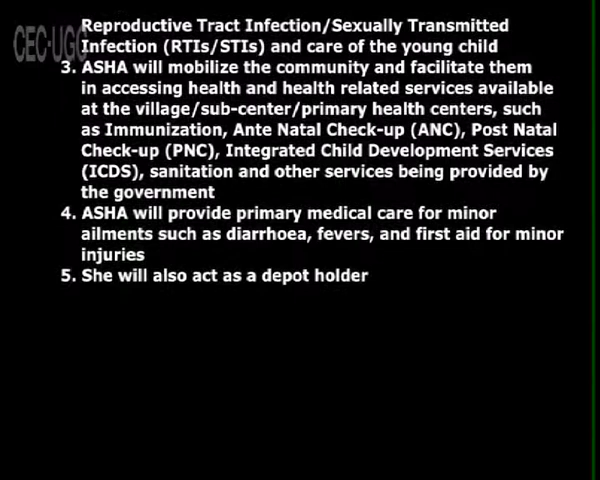 CEC-UGC
Reproductive Tract Infection/Sexually Transmitted
Infection (RTIs/STIs) and care of the young child
3. ASHA will mobilize the community and facilitate them
in accessing health and health related services available
at the village/sub-center/primary health centers, such
as Immunization, Ante Natal Check-up (ANC), Post Natal
Check-up (PNC), Integrated Child Development Services
(ICDS), sanitation and other services being provided by
the government
4. ASHA will provide primary medical care for minor
ailments such as diarrhoea, fevers, and first aid for minor
injuries
5. She will also act as a depot holder